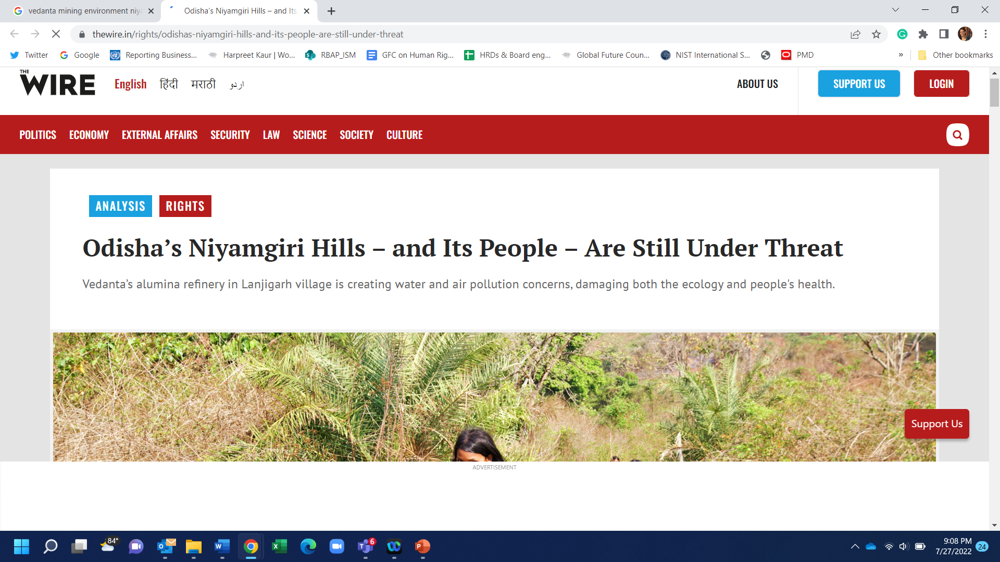 vedanta mining environment niya
Odisha's Niyamgiri Hills – and Its
thewire.in/rights/odishas-niyamgiri-hills-and-its-people-are-still-under-threat
Twitter Google Reporting Business... Harpreet Kaur | Wo... RBAP_ISM GFC on Human Rig... HRDs & Board eng... Global Future Coun... NIST International S... PMD » Other bookmarks
THE
WIRE English हिंदी मराठी اردو ABOUT US SUPPORT US LOGIN
POLITICS ECONOMY EXTERNAL AFFAIRS SECURITY LAW SCIENCE SOCIETY CULTURE
ANALYSIS RIGHTS
Odisha’s Niyamgiri Hills – and Its People – Are Still Under Threat
Vedanta’s alumina refinery in Lanjigarh village is creating water and air pollution concerns, damaging both the ecology and people's health.
Support Us
ADVERTISEMENT
84°
6
9:08 PM
7/27/2022
24